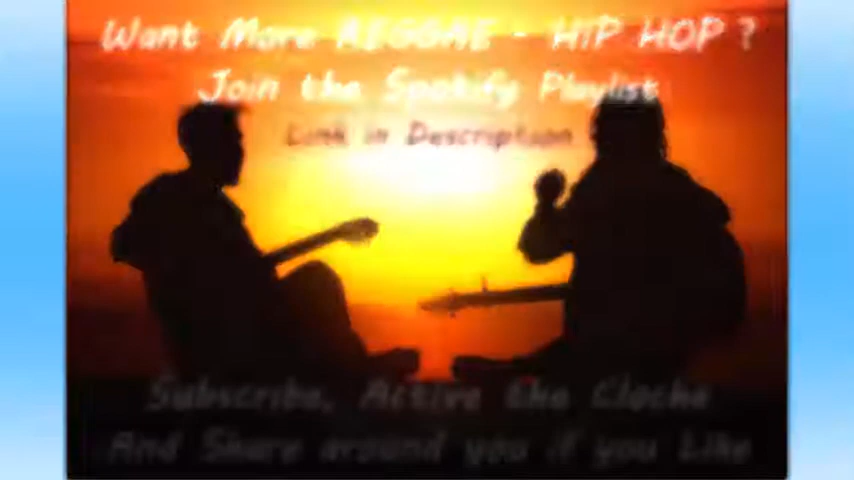 Want More REGGAE - HIP HOP ?
Join the Spotify Playlist
Link in Description
Subscribe, Active the Cloche
And Share around you if you Like